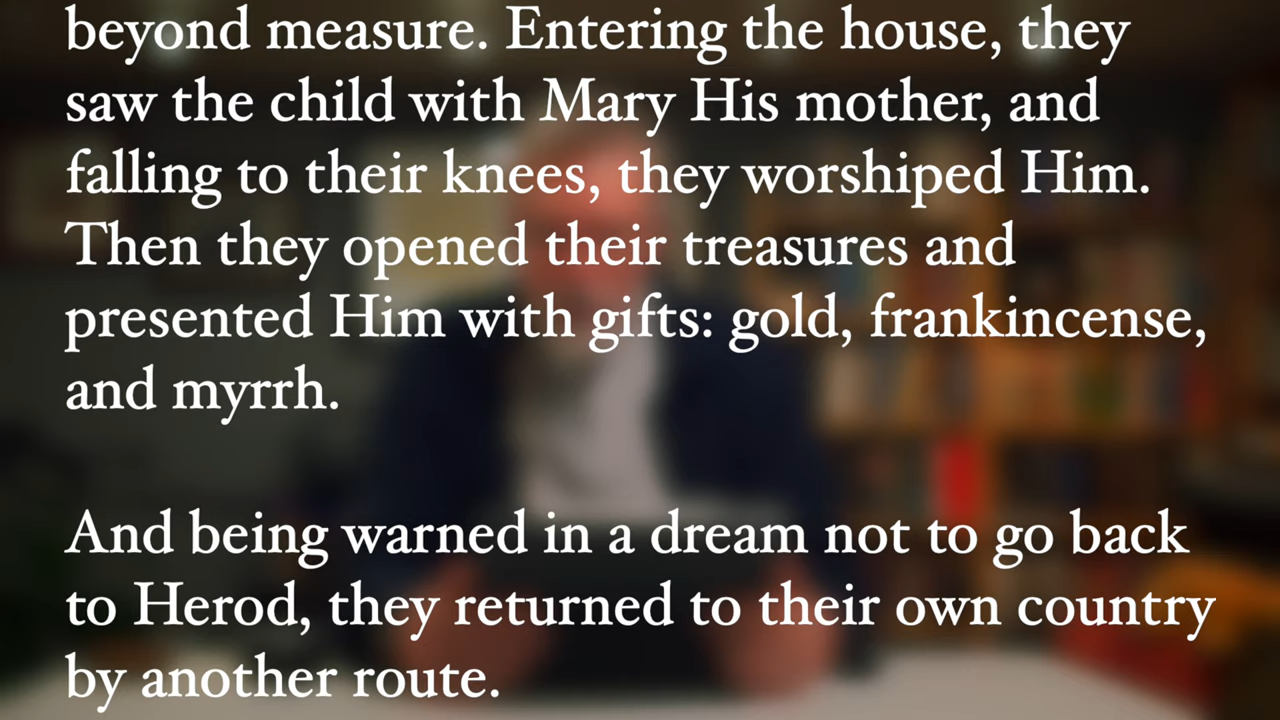 beyond measure. Entering the house, they
saw the child with Mary His mother, and
falling to their knees, they worshiped Him.
Then they opened their treasures and
presented Him with gifts: gold, frankincense,
and myrrh.
And being warned in a dream not to go back
to Herod, they returned to their own country
by another route.